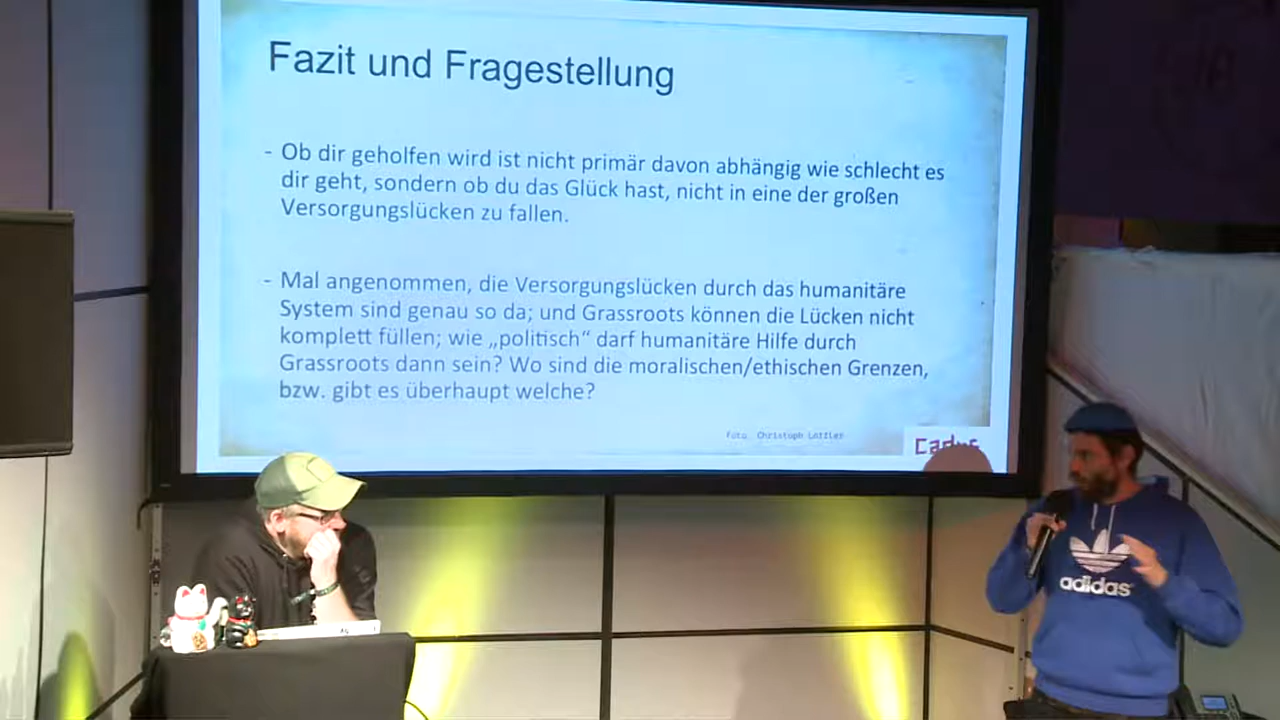 Fazit und Fragestellung
- Ob dir geholfen wird ist nicht primär davon abhängig wie schlecht es
dir geht, sondern ob du das Glück hast, nicht in eine der großen
Versorgungslücken zu fallen.
- Mal angenommen, die Versorgungslücken durch das humanitäre
System sind genau so da; und Grassroots können die Lücken nicht
komplett füllen; wie „politisch“ darf humanitäre Hilfe durch
Grassroots dann sein? Wo sind die moralischen/ethischen Grenzen,
bzw. gibt es überhaupt welche?
Foto: Christoph Löffler
Cadus
adidas